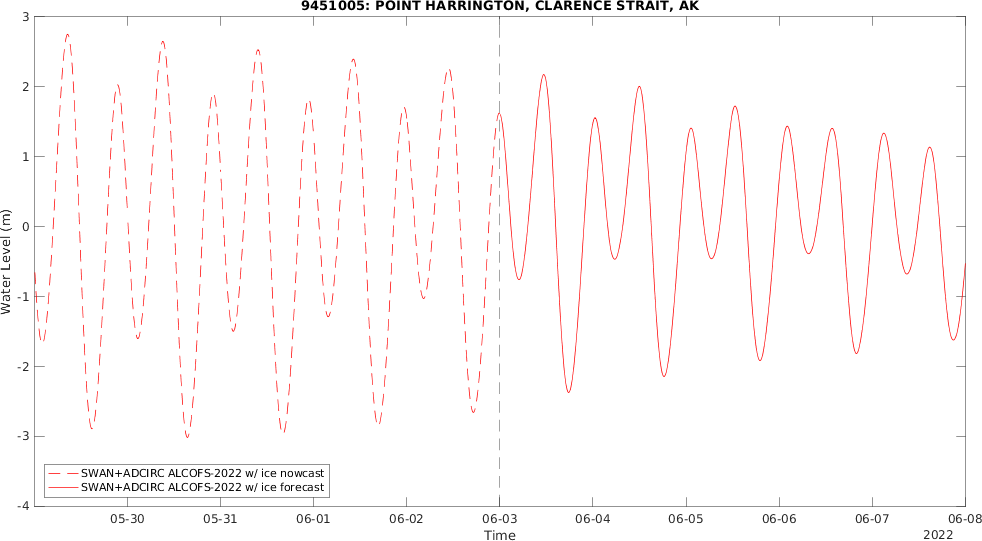 9451005: POINT HARRINGTON, CLARENCE STRAIT, AK
3
2
1
0
-1
-2
-3
-4
Water Level (m)
SWAN+ADCIRC ALCOFS-2022 w/ ice nowcast
SWAN+ADCIRC ALCOFS-2022 w/ ice forecast
05-30 05-31 06-01 06-02 06-03 06-04 06-05 06-06 06-07 06-08
Time
2022